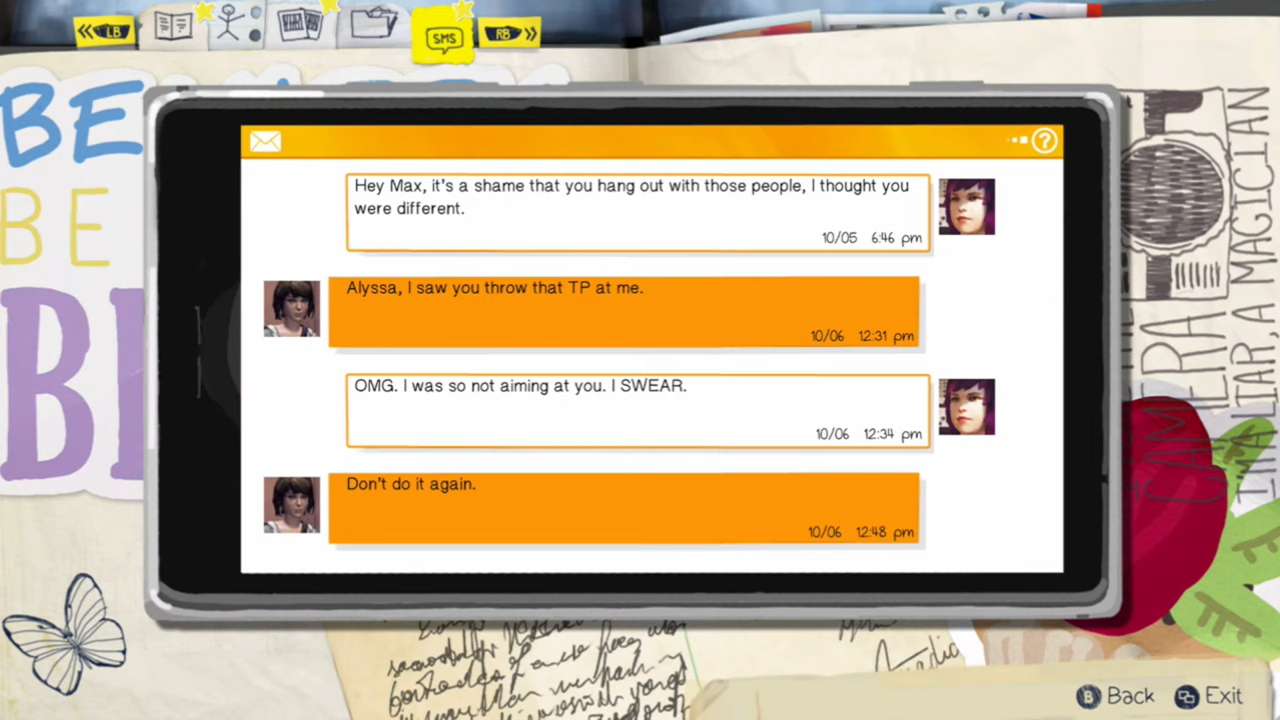 LB
SMS
RB
BE
BE
Hey Max, it's a shame that you hang out with those people, I thought you
were different.
10/05 6:46 pm
Alyssa, I saw you throw that TP at me.
10/06 12:31 pm
OMG. I was so not aiming at you. I SWEAR.
10/06 12:34 pm
Don't do it again.
10/06 12:48 pm
CAMERA
LIAR, A MAGICIAN
B Back
Exit